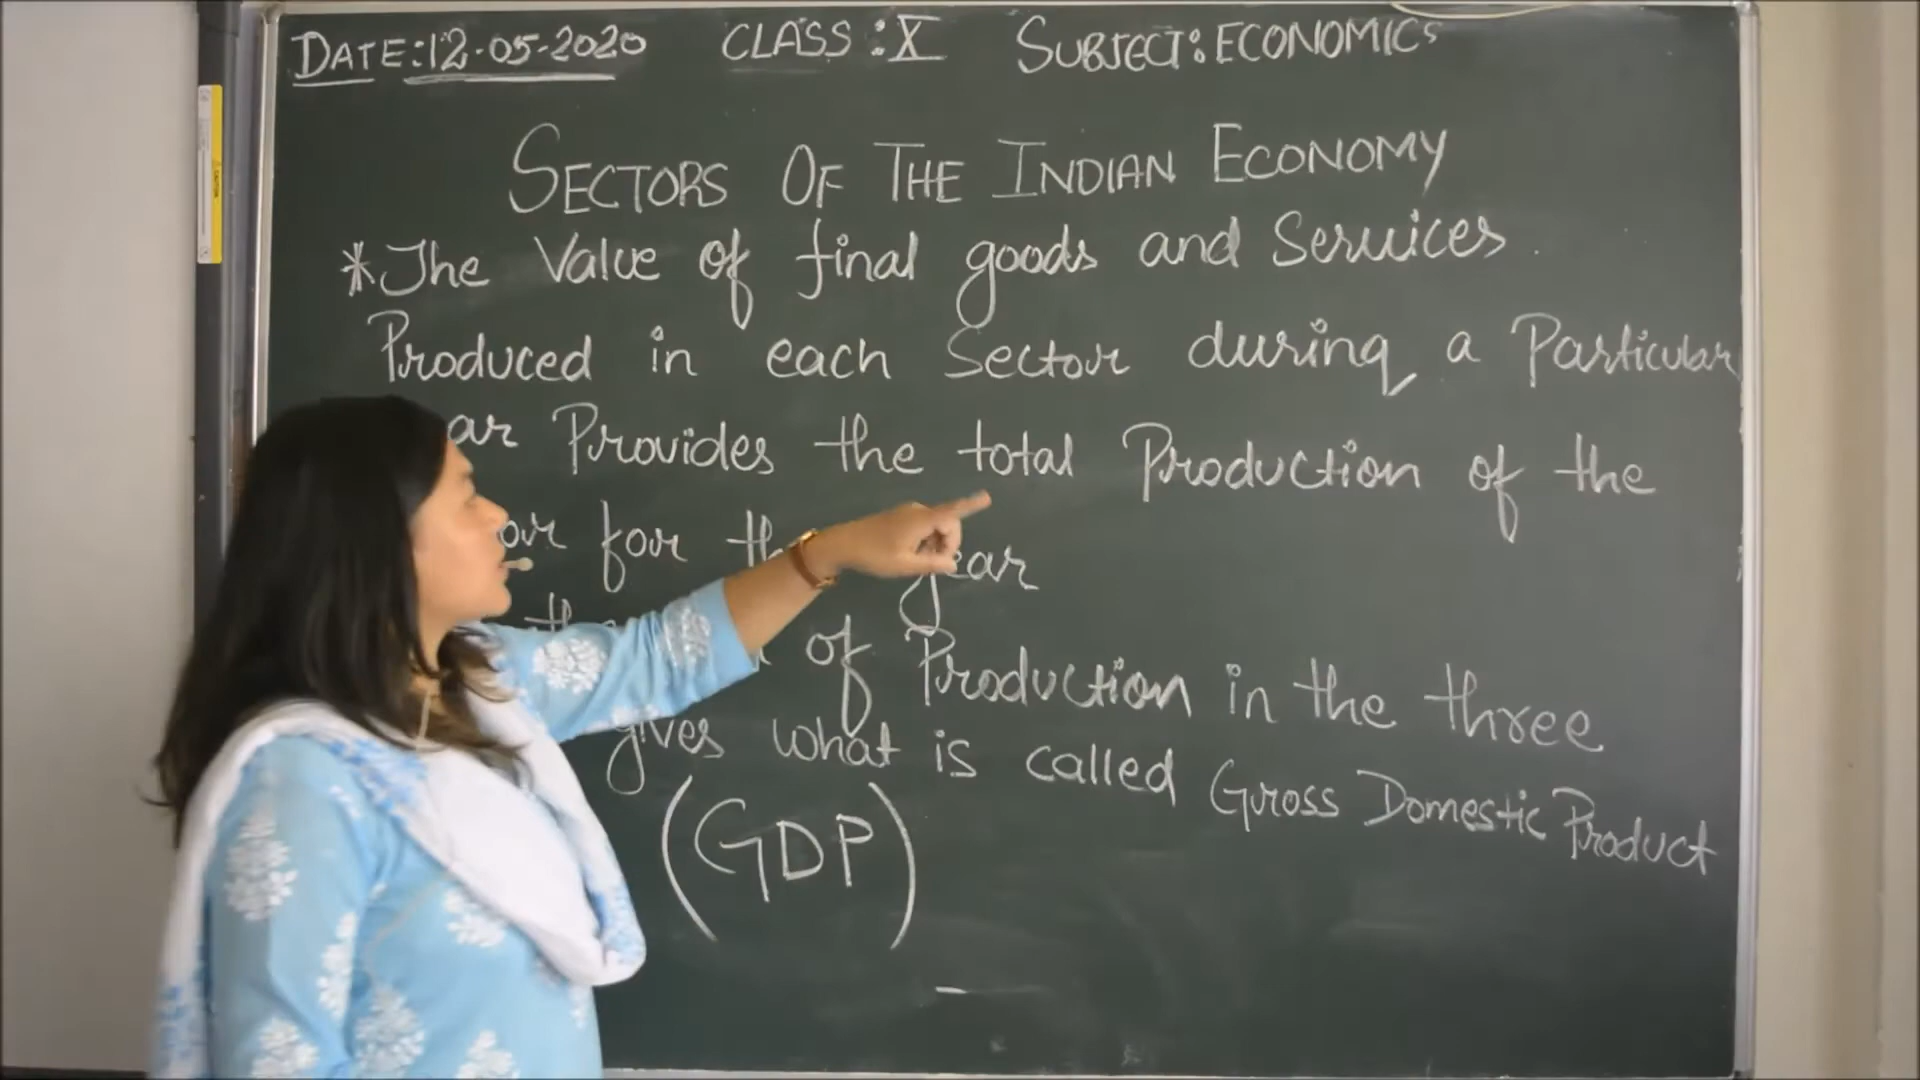 DATE:12-05-2020 CLASS:X SUBJECT:ECONOMICS
SECTORS OF THE INDIAN ECONOMY
*The Value of final goods and Services.
Produced in each Sector during a Particular
ar Provides the total Production of the
or for th year
the of Production in the three
gives what is called Gross Domestic Product
(GDP)